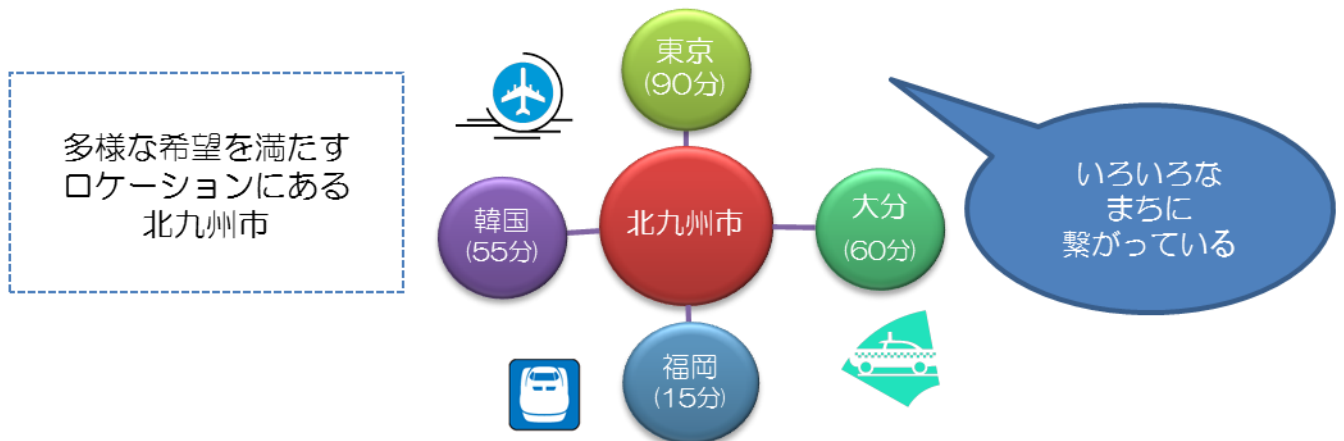 多様な希望を満たす
ロケーションにある
北九州市
東京
(90分)
韓国
(55分)
北九州市
大分
(60分)
福岡
(15分)
いろいろな
まちに
繋がっている